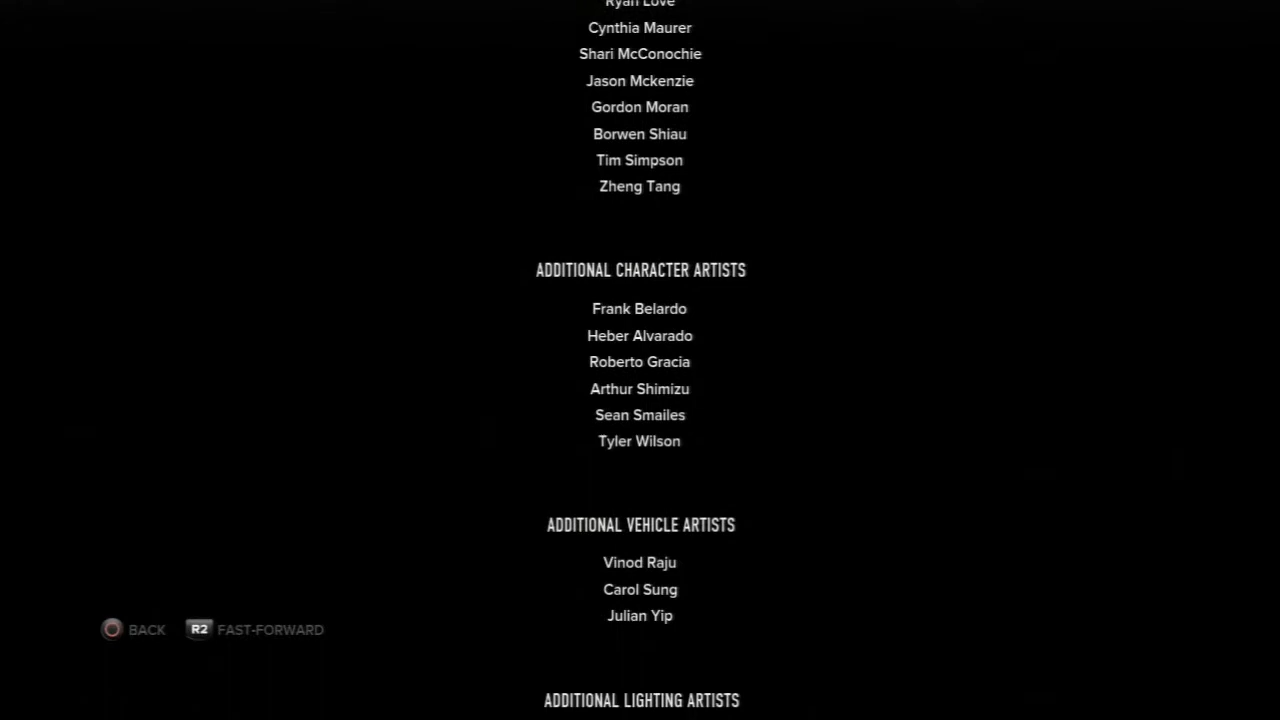 Ryan Love
Cynthia Maurer
Shari McConochie
Jason Mckenzie
Gordon Moran
Borwen Shiau
Tim Simpson
Zheng Tang
ADDITIONAL CHARACTER ARTISTS
Frank Belardo
Heber Alvarado
Roberto Gracia
Arthur Shimizu
Sean Smailes
Tyler Wilson
ADDITIONAL VEHICLE ARTISTS
Vinod Raju
Carol Sung
Julian Yip
BACK R2 FAST-FORWARD
ADDITIONAL LIGHTING ARTISTS